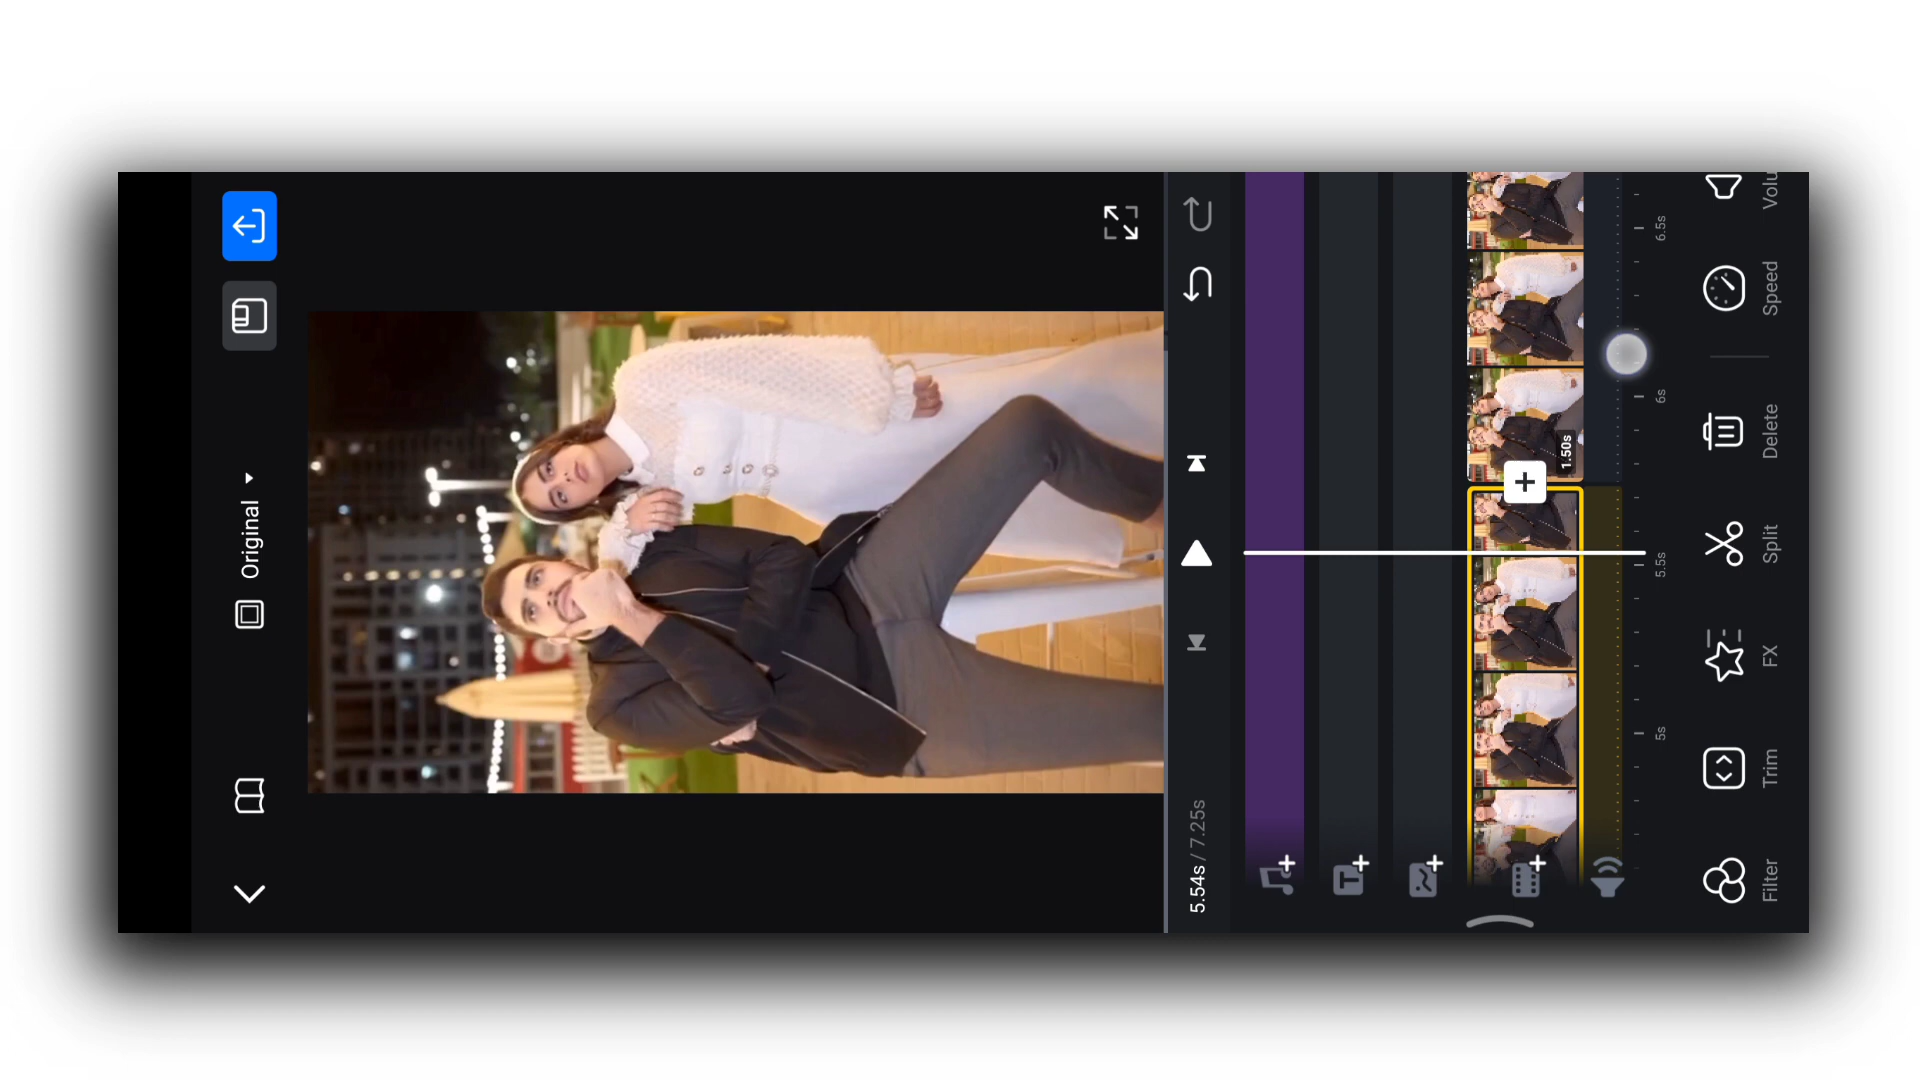 Original
5.54s / 7.25s
1.50s
5s
5.5s
6s
6.5s
Filter
Trim
FX
Split
Delete
Speed
Volu